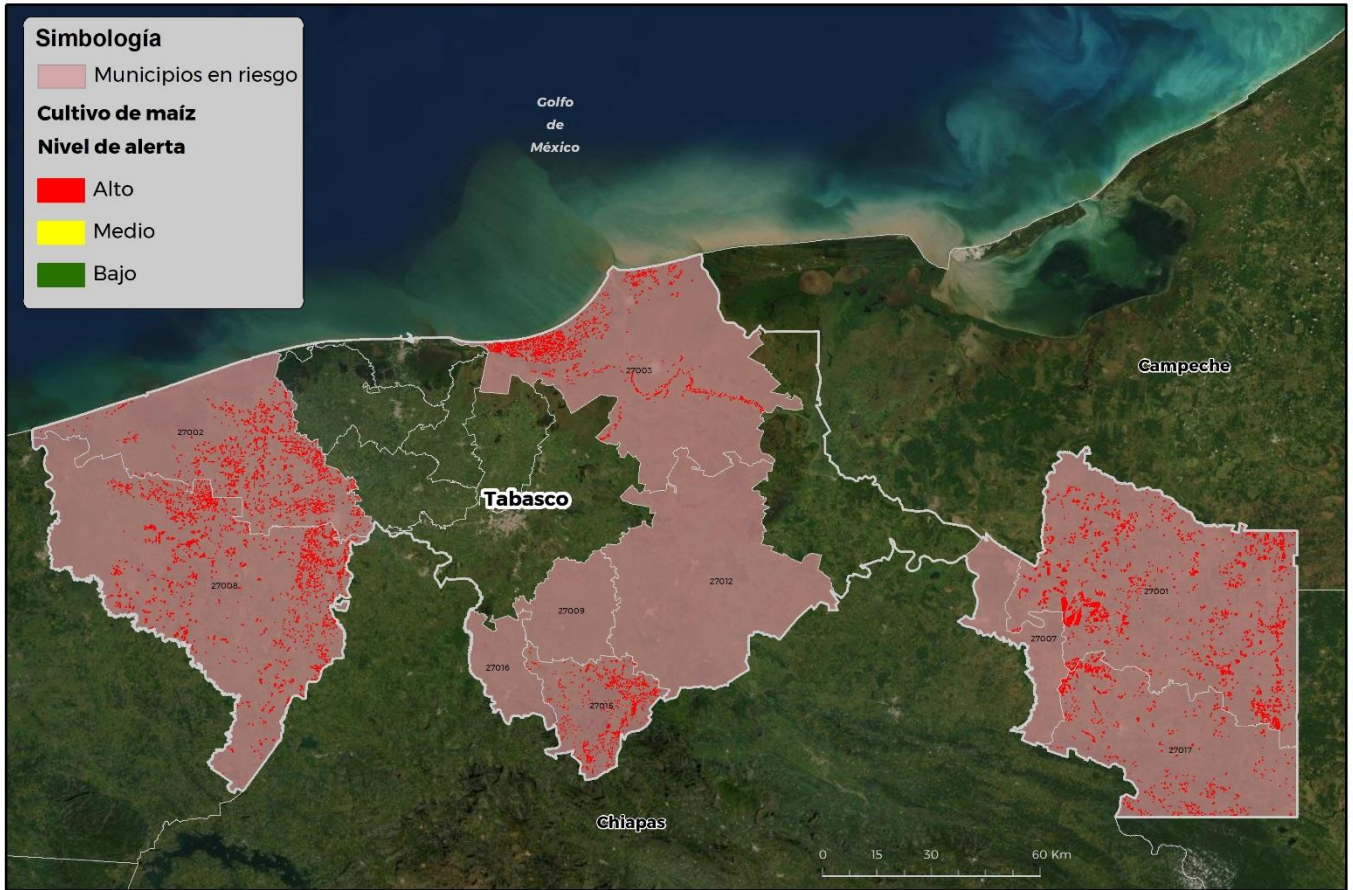 Simbología
Municipios en riesgo
Cultivo de maíz
Nivel de alerta
Alto
Medio
Bajo
Golfo
de
México
Campeche
27003
27002
Tabasco
27008
27009
27012
27001
27007
27016
27015
27017
Chiapas
0 15 30 60 Km